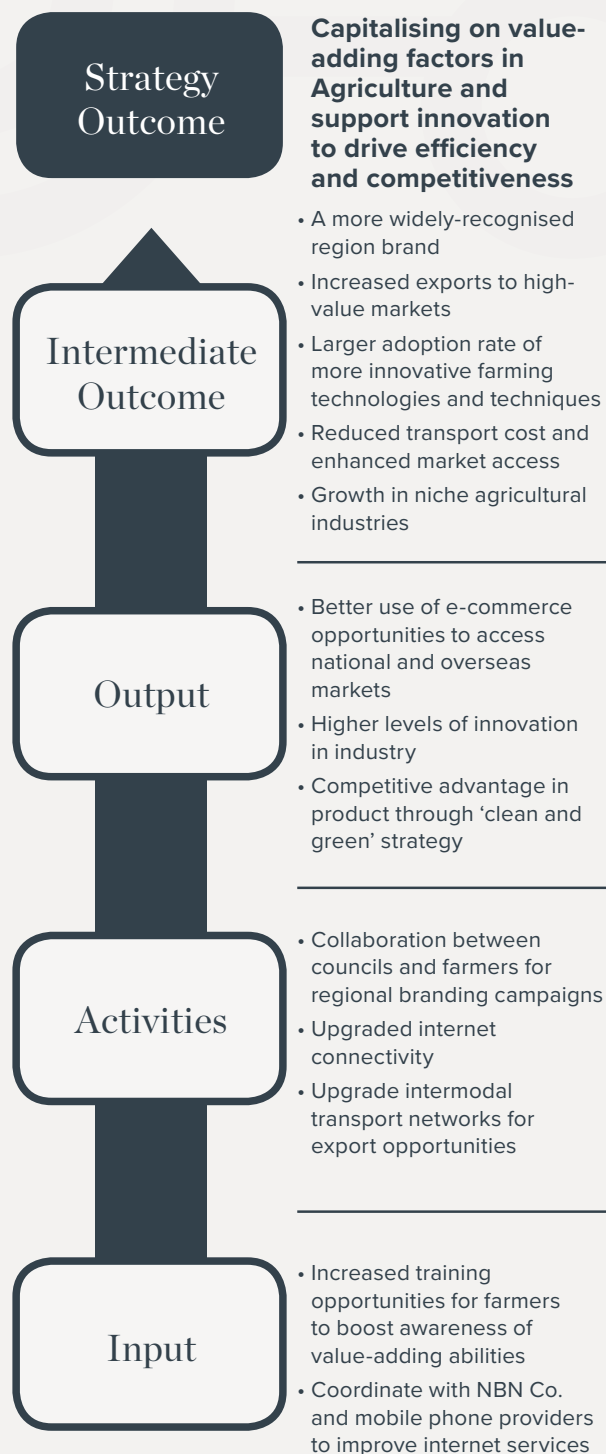 Strategy
Outcome
Capitalising on value-
adding factors in
Agriculture and
support innovation
to drive efficiency
and competitiveness
Intermediate
Outcome
• A more widely-recognised
region brand
• Increased exports to high-
value markets
• Larger adoption rate of
more innovative farming
technologies and techniques
• Reduced transport cost and
enhanced market access
• Growth in niche agricultural
industries
Output
• Better use of e-commerce
opportunities to access
national and overseas
markets
• Higher levels of innovation
in industry
• Competitive advantage in
product through ‘clean and
green’ strategy
Activities
• Collaboration between
councils and farmers for
regional branding campaigns
• Upgraded internet
connectivity
• Upgrade intermodal
transport networks for
export opportunities
Input
• Increased training
opportunities for farmers
to boost awareness of
value-adding abilities
• Coordinate with NBN Co.
and mobile phone providers
to improve internet services